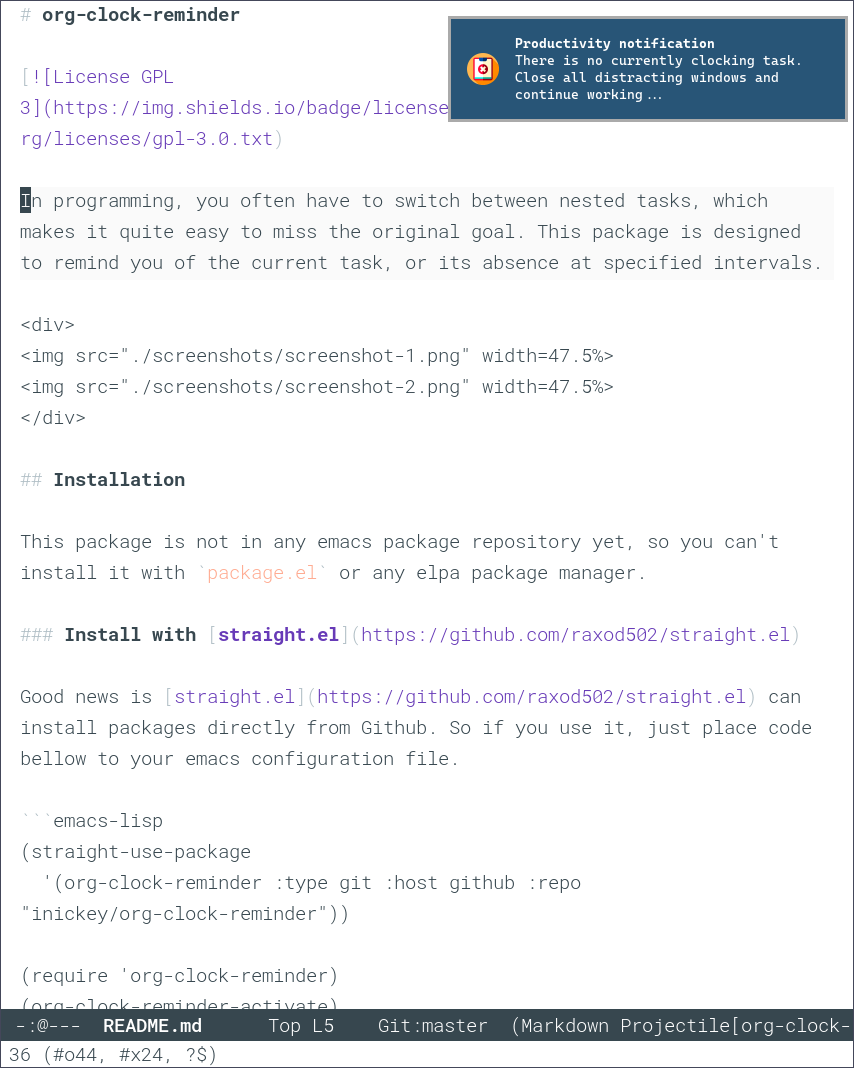 # org-clock-reminder
Productivity notification
There is no currently clocking task.
Close all distracting windows and
continue working...
[![License GPL
3](https://img.shields.io/badge/license
rg/licenses/gpl-3.0.txt)
In programming, you often have to switch between nested tasks, which
makes it quite easy to miss the original goal. This package is designed
to remind you of the current task, or its absence at specified intervals.
<div>
<img src="./screenshots/screenshot-1.png" width=47.5%>
<img src="./screenshots/screenshot-2.png" width=47.5%>
</div>
## Installation
This package is not in any emacs package repository yet, so you can't
install it with `package.el` or any elpa package manager.
### Install with [straight.el](https://github.com/raxod502/straight.el)
Good news is [straight.el](https://github.com/raxod502/straight.el) can
install packages directly from Github. So if you use it, just place code
bellow to your emacs configuration file.
```emacs-lisp
(straight-use-package
'(org-clock-reminder :type git :host github :repo
"inickey/org-clock-reminder"))
(require 'org-clock-reminder)
(org-clock-reminder-activate)
-:@--- README.md Top L5 Git:master (Markdown Projectile[org-clock-
36 (#o44, #x24, ?$)